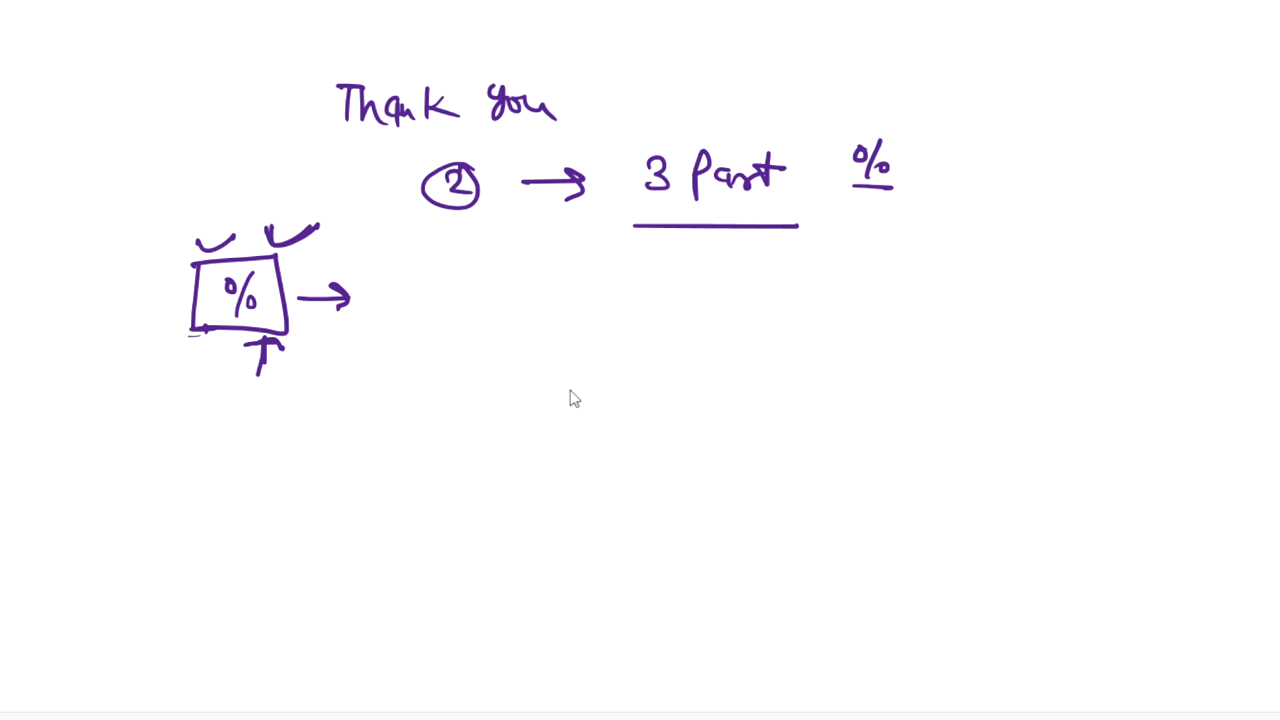 Thank you
2 → 3 Part %
% →